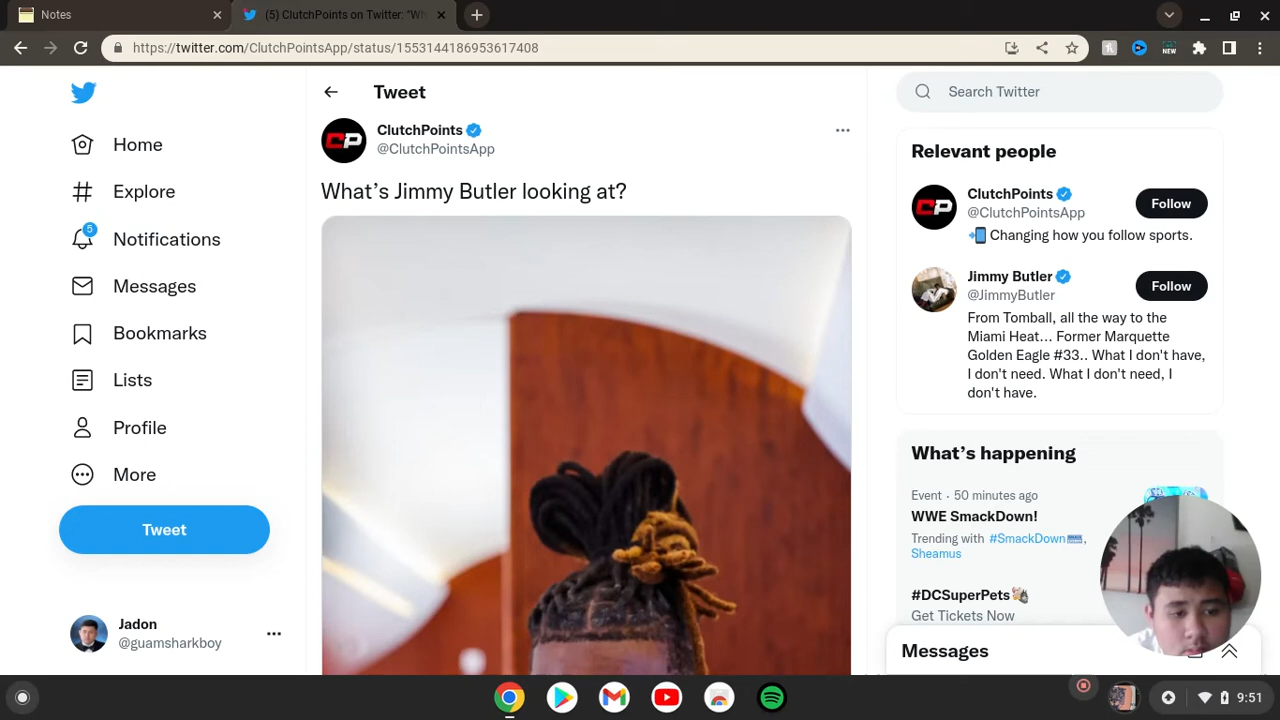 Notes
(5) ClutchPoints on Twitter: "Wh
https://twitter.com/ClutchPointsApp/status/1553144186953617408
NEW
Home
Explore
5
Notifications
Messages
Bookmarks
Lists
Profile
More
Tweet
Jadon
@guamsharkboy
Tweet
CP
ClutchPoints
@ClutchPointsApp
What's Jimmy Butler looking at?
Search Twitter
Relevant people
CP
ClutchPoints
@ClutchPointsApp
Follow
Changing how you follow sports.
Jimmy Butler
@JimmyButler
Follow
From Tomball, all the way to the
Miami Heat... Former Marquette
Golden Eagle #33.. What I don't have,
I don't need. What I don't need, I
don't have.
What's happening
Event · 50 minutes ago
WWE SmackDown!
Trending with #SmackDown,
Sheamus
#DCSuperPets
Get Tickets Now
Messages
9:51